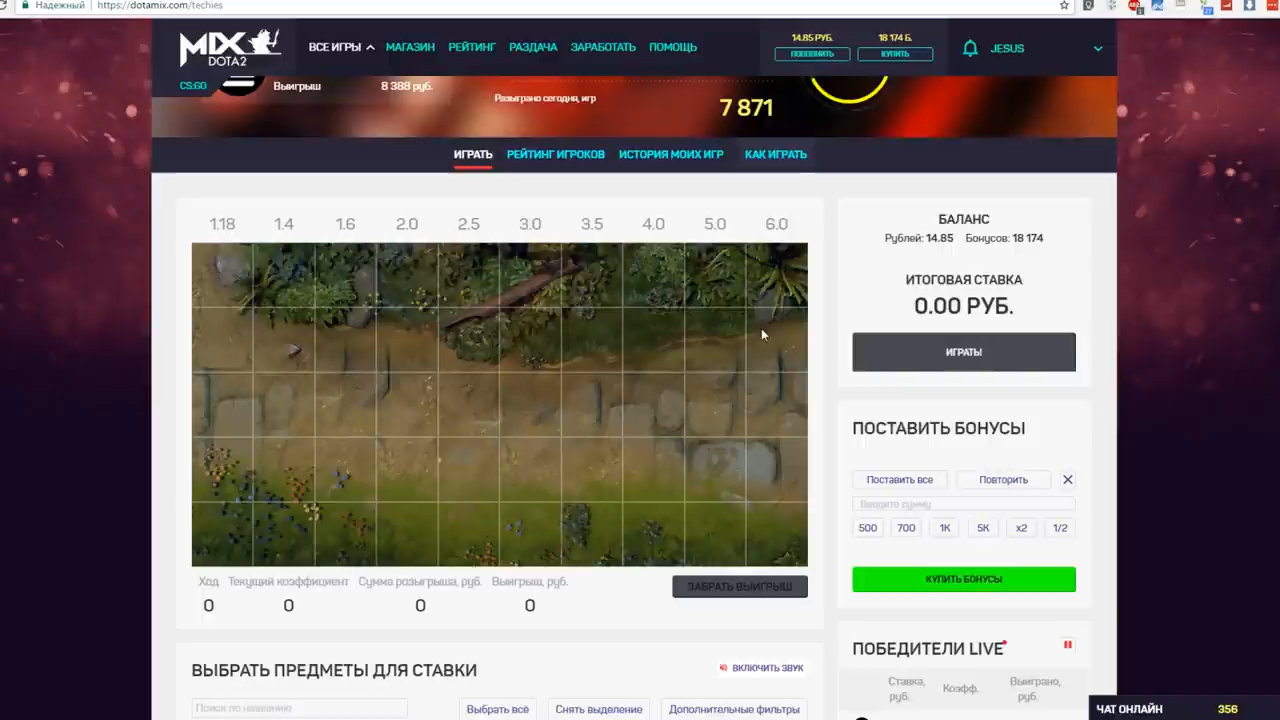 Надежный https://dotamix.com/techies
MIX DOTA2
ВСЕ ИГРЫ МАГАЗИН РЕЙТИНГ РАЗДАЧА ЗАРАБОТАТЬ ПОМОЩЬ
14.85 РУБ. 18 174 Б.
ПОПОЛНИТЬ КУПИТЬ
JESUS
CS:GO Выигрыш 8 388 руб.
Разыграно сегодня, игр
7 871
ИГРАТЬ РЕЙТИНГ ИГРОКОВ ИСТОРИЯ МОИХ ИГР КАК ИГРАТЬ
1.18 1.4 1.6 2.0 2.5 3.0 3.5 4.0 5.0 6.0
Ход Текущий коэффициент Сумма розыгрыша, руб. Выигрыш, руб.
0 0 0 0
ЗАБРАТЬ ВЫИГРЫШ
БАЛАНС
Рублей: 14.85 Бонусов: 18 174
ИТОГОВАЯ СТАВКА
0.00 РУБ.
ИГРАТЬ!
ПОСТАВИТЬ БОНУСЫ
Поставить все Повторить
Введите сумму
500 700 1K 5K x2 1/2
КУПИТЬ БОНУСЫ
ПОБЕДИТЕЛИ LIVE
Ставка, руб. Коэфф. Выиграно, руб.
ВЫБРАТЬ ПРЕДМЕТЫ ДЛЯ СТАВКИ
ВКЛЮЧИТЬ ЗВУК
Поиск по названию Выбрать всё Снять выделение Дополнительные фильтры
ЧАТ ОНЛАЙН 356